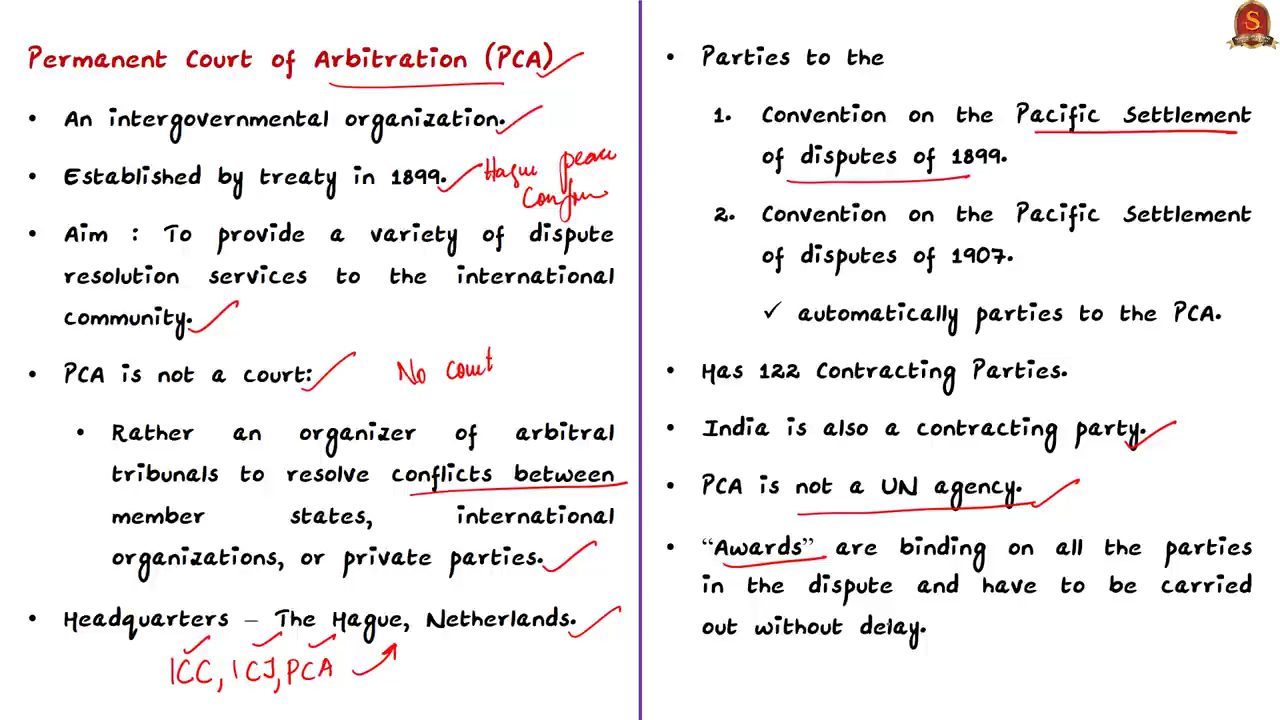 Permanent Court of Arbitration (PCA)
• An intergovernmental organization.
• Established by treaty in 1899. Hague peace
Confre
Aim : To provide a variety of dispute
resolution services to the international
community.
• PCA is not a court: No court
• Rather an organizer of arbitral
tribunals to resolve conflicts between
member states, international
organizations, or private parties.
• Headquarters – The Hague, Netherlands.
ICC, ICJ, PCA
• Parties to the
1. Convention on the Pacific Settlement
of disputes of 1899.
2. Convention on the Pacific Settlement
of disputes of 1907.
✓ automatically parties to the PCA.
• Has 122 Contracting Parties.
• India is also a contracting party.
• PCA is not a UN agency.
• “Awards” are binding on all the parties
in the dispute and have to be carried
out without delay.
S